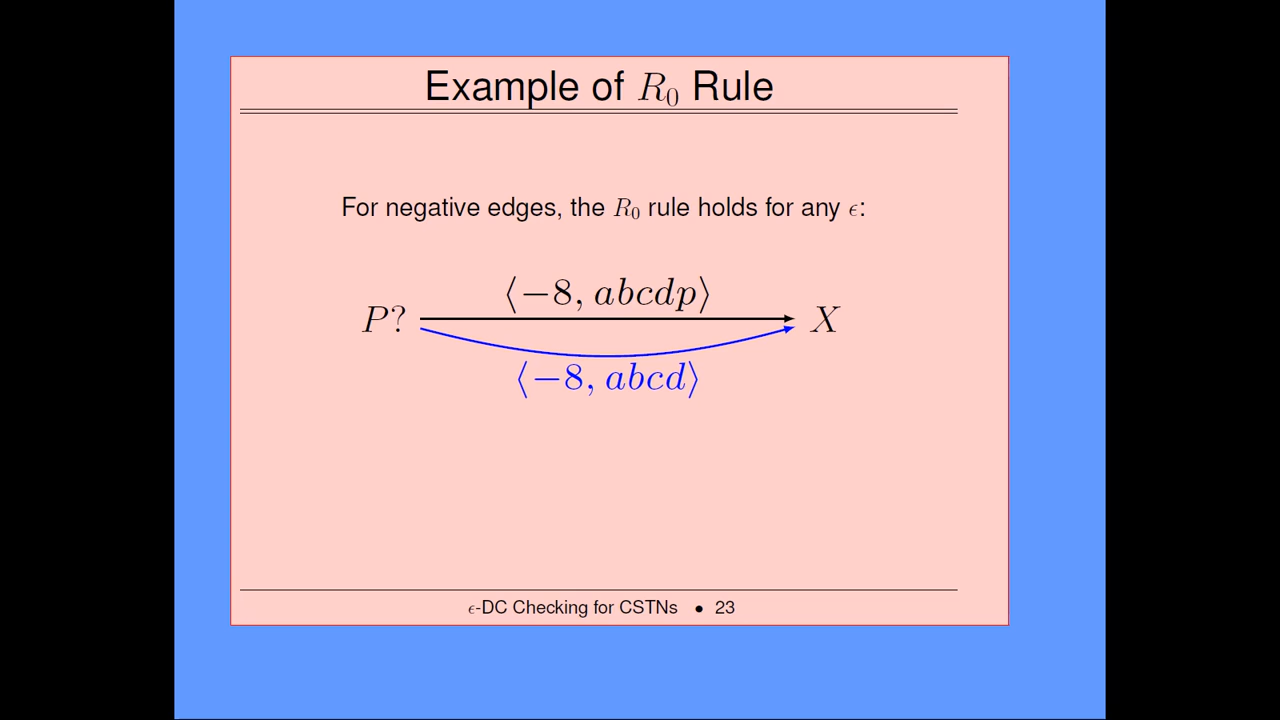 Example of R₀ Rule
For negative edges, the R₀ rule holds for any ϵ:
⟨−8, abcdp⟩
P? X
⟨−8, abcd⟩
ϵ-DC Checking for CSTNs • 23